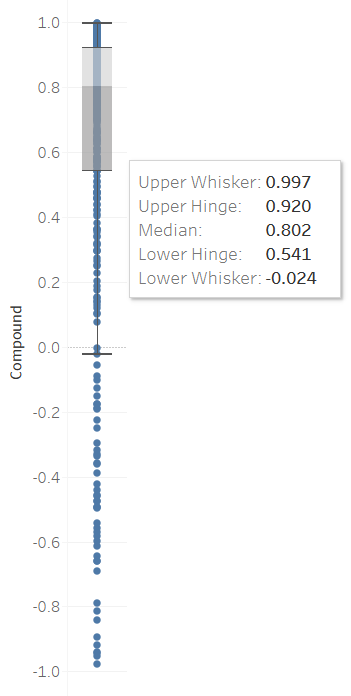 1.0
0.8
0.6
Upper Whisker: 0.997
Upper Hinge: 0.920
Median: 0.802
Lower Hinge: 0.541
Lower Whisker: -0.024
0.4
0.2
Compound
0.0
-0.2
-0.4
-0.6
-0.8
-1.0